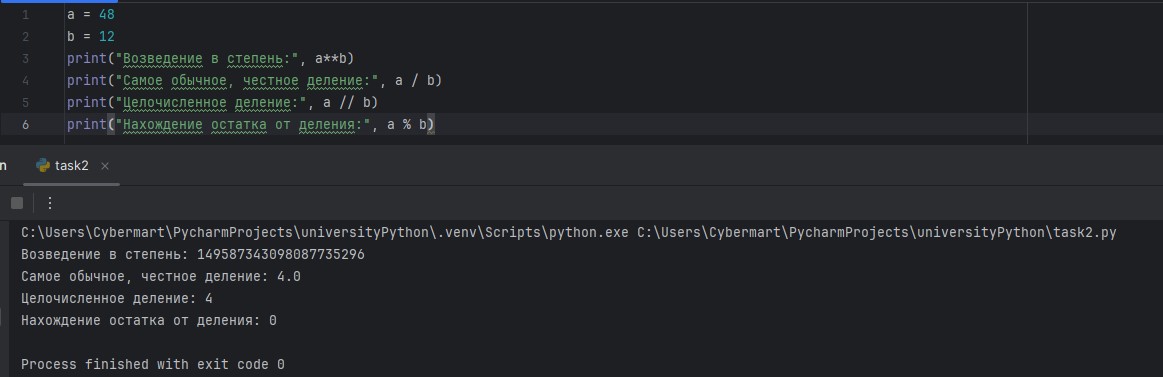 1 a = 48
2 b = 12
3 print("Возведение в степень:", a**b)
4 print("Самое обычное, честное деление:", a / b)
5 print("Целочисленное деление:", a // b)
6 print("Нахождение остатка от деления:", a % b)
n task2 ×
C:\Users\Cybermart\PycharmProjects\universityPython\.venv\Scripts\python.exe C:\Users\Cybermart\PycharmProjects\universityPython\task2.py
Возведение в степень: 149587343098087735296
Самое обычное, честное деление: 4.0
Целочисленное деление: 4
Нахождение остатка от деления: 0
Process finished with exit code 0